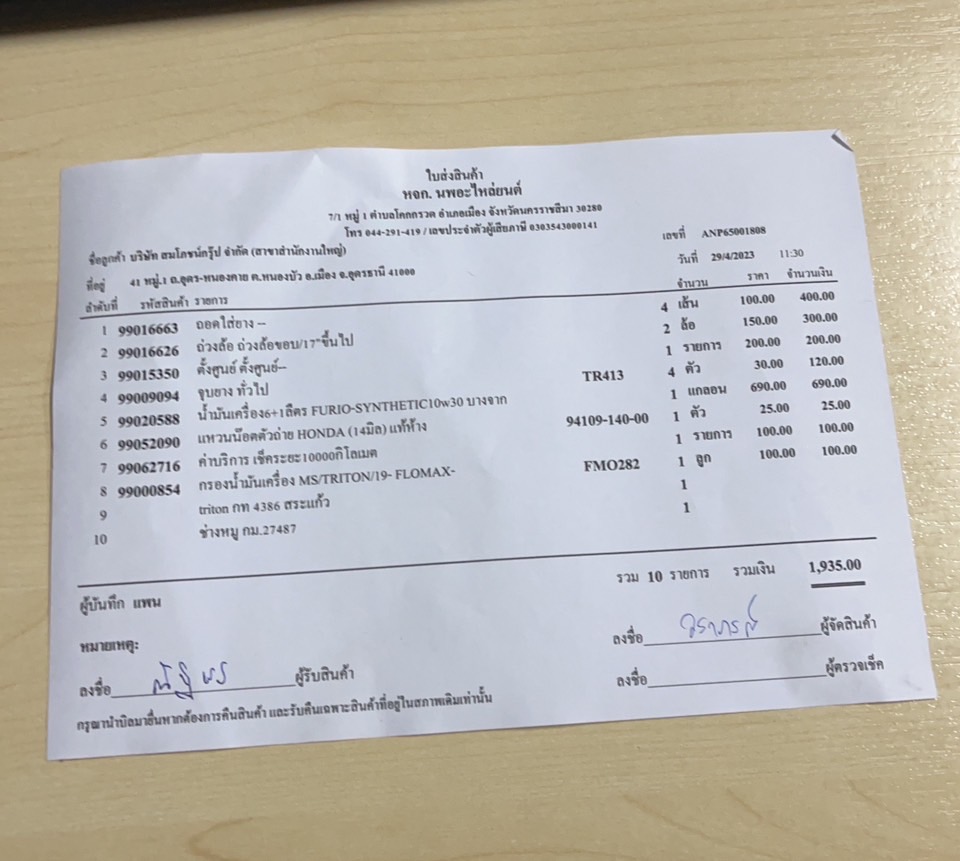 ใบส่งสินค้า
หจก. นพอะไหล่ยนต์
7/1 หมู่ 1 ตำบลโคกกรวด อำเภอเมือง จังหวัดนครราชสีมา 30280
โทร 044-291-419 / เลขประจำตัวผู้เสียภาษี 0303543000141
เลขที่ ANP65001808
ชื่อลูกค้า บริษัท สมโภชน์กรุ๊ป จำกัด (สาขาสำนักงานใหญ่)
วันที่ 29/4/2023 11:30
ที่อยู่ 41 หมู่.1 ถ.อุดร-หนองคาย ต.หนองบัว อ.เมือง จ.อุดรธานี 41000
ลำดับที่ รหัสสินค้า รายการ จำนวน ราคา จำนวนเงิน
1 99016663 ถอดใส่ยาง -- 4 เส้น 100.00 400.00
2 99016626 ถ่วงล้อ ถ่วงล้อขอบ/17"ขึ้นไป 2 ล้อ 150.00 300.00
3 99015350 ตั้งศูนย์ ตั้งศูนย์-- 1 รายการ 200.00 200.00
4 99009094 จุบยาง ทั่วไป TR413 4 ตัว 30.00 120.00
5 99020588 น้ำมันเครื่อง6+1ลิตร FURIO-SYNTHETIC10w30 บางจาก 1 แกลอน 690.00 690.00
6 99052090 แหวนน๊อตตัวถ่าย HONDA (14มิล) แท้ห้าง 94109-140-00 1 ตัว 25.00 25.00
7 99062716 ค่าบริการ เช็คระยะ10000กิโลเมต 1 รายการ 100.00 100.00
8 99000854 กรองน้ำมันเครื่อง MS/TRITON/19- FLOMAX- FMO282 1 ลูก 100.00 100.00
9 triton กท 4386 สระแก้ว 1
10 ช่างหมู กม.27487 1
รวม 10 รายการ รวมเงิน 1,935.00
ผู้บันทึก แพน
หมายเหตุ:
ลงชื่อ วราภรณ์ ผู้จัดสินค้า
ลงชื่อ ผู้รับสินค้า
ลงชื่อ ผู้ตรวจเช็ค
กรุณานำบิลมายื่นหากต้องการคืนสินค้า และรับคืนเฉพาะสินค้าที่อยู่ในสภาพเดิมเท่านั้น